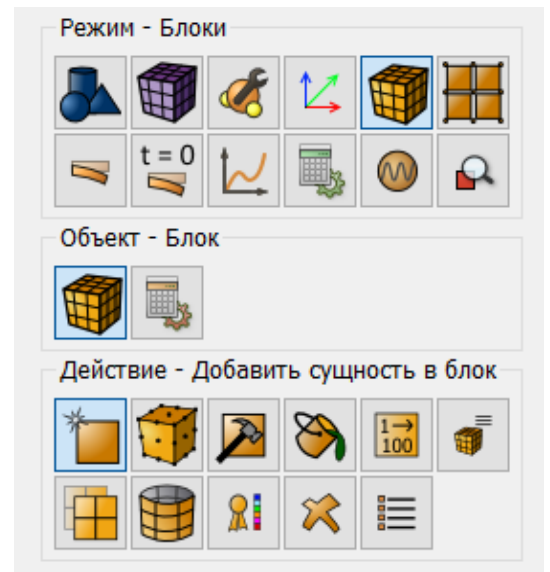 Режим - Блоки
t = 0
Объект - Блок
Действие - Добавить сущность в блок
1→
100